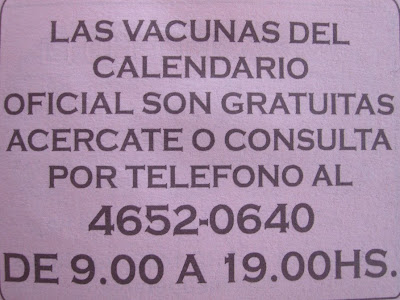 LAS VACUNAS DEL
CALENDARIO
OFICIAL SON GRATUITAS
ACERCATE O CONSULTA
POR TELEFONO AL
4652-0640
DE 9.00 A 19.00HS.